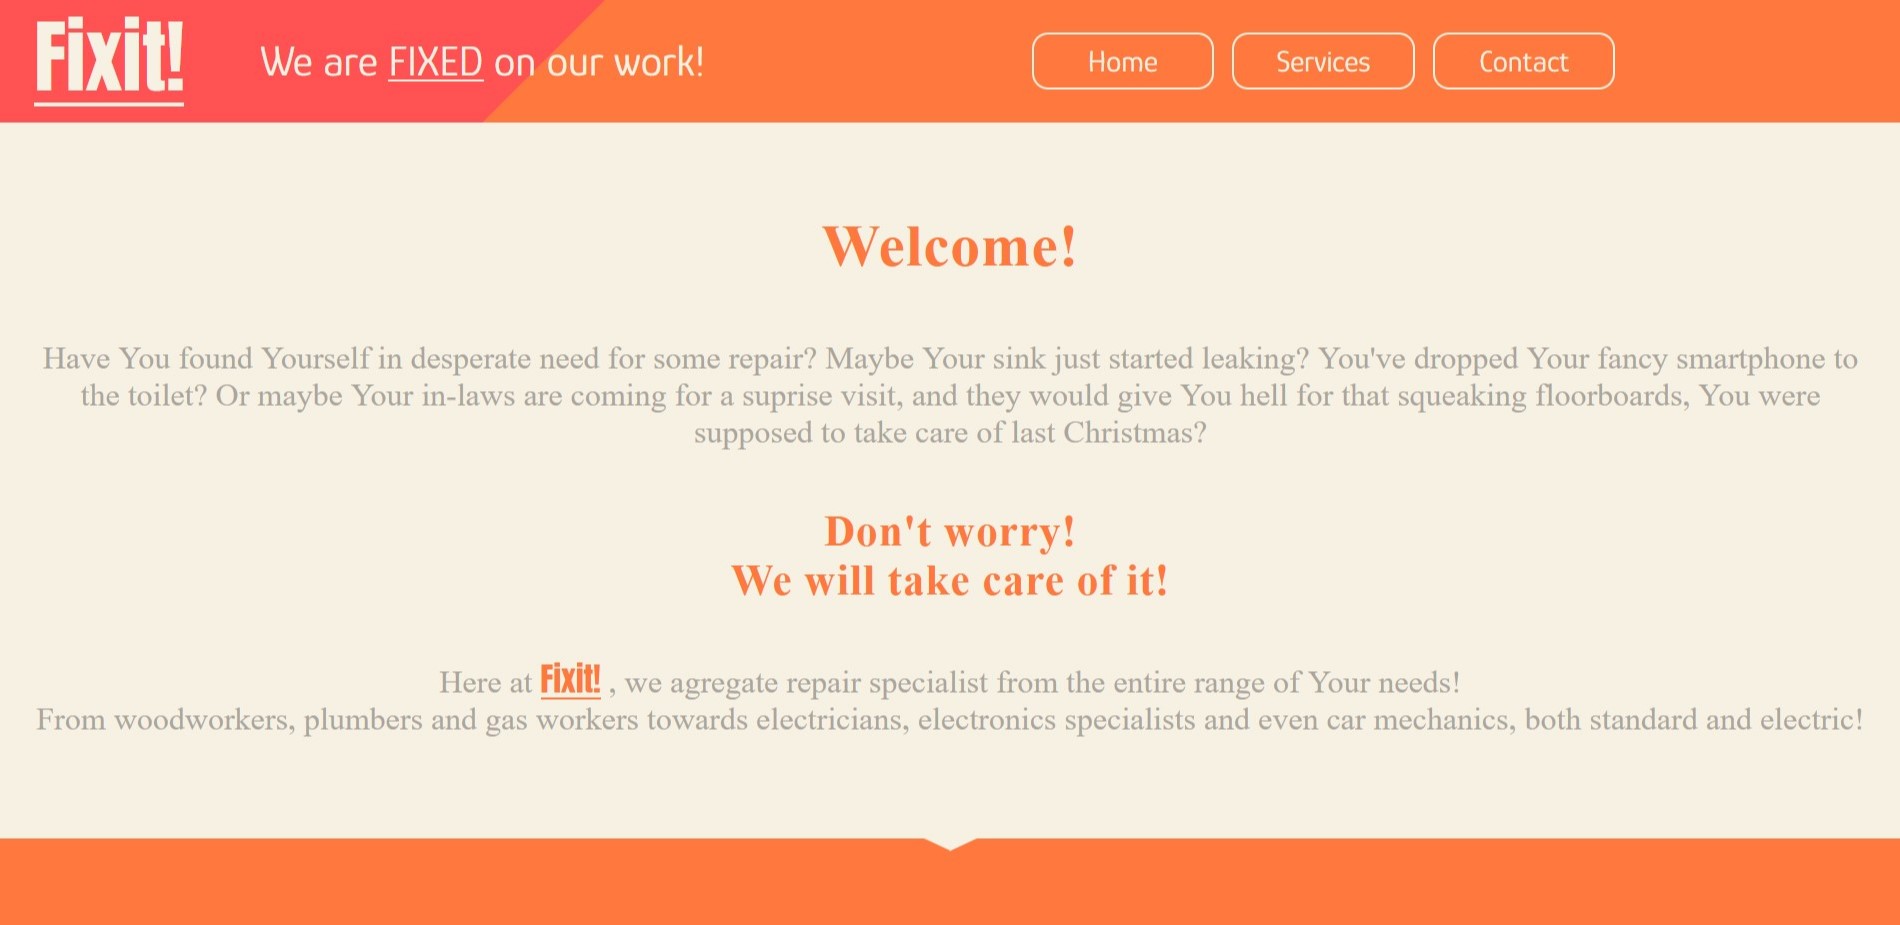 Fixit!
We are FIXED on our work!
Home
Services
Contact
Welcome!
Have You found Yourself in desperate need for some repair? Maybe Your sink just started leaking? You've dropped Your fancy smartphone to
the toilet? Or maybe Your in-laws are coming for a suprise visit, and they would give You hell for that squeaking floorboards, You were
supposed to take care of last Christmas?
Don't worry!
We will take care of it!
Here at Fixit! , we agregate repair specialist from the entire range of Your needs!
From woodworkers, plumbers and gas workers towards electricians, electronics specialists and even car mechanics, both standard and electric!